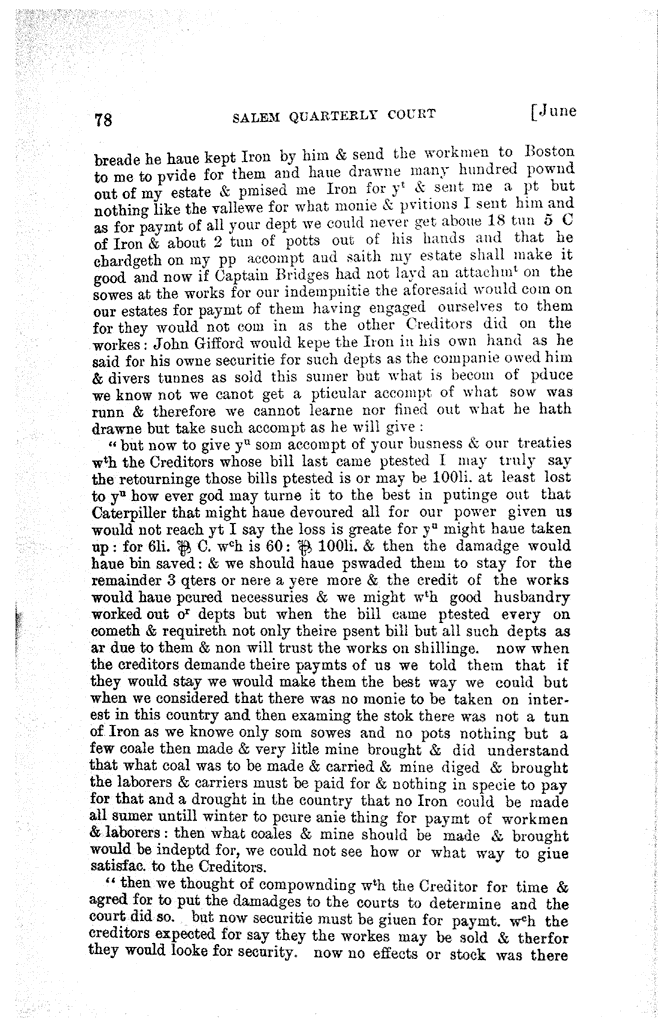 78 SALEM QUARTERLY COURT [June
breade he haue kept Iron by him & send the workmen to Boston
to me to pvide for them and haue drawne many hundred pownd
out of my estate & pmised me Iron for yᵗ & sent me a pt but
nothing like the vallewe for what monie & pvitions I sent him and
as for paymt of all your dept we could never get aboue 18 tun 5 C
of Iron & about 2 tun of potts out of his hands and that he
chardgeth on my pp accompt and saith my estate shall make it
good and now if Captain Bridges had not layd an attachmᵗ on the
sowes at the works for our indempnitie the aforesaid would com on
our estates for paymt of them having engaged ourselves to them
for they would not com in as the other Creditors did on the
workes: John Gifford would kepe the Iron in his own hand as he
said for his owne securitie for such depts as the companie owed him
& divers tunnes as sold this sumer but what is becom of pduce
we know not we canot get a pticular accompt of what sow was
runn & therefore we cannot learne nor fined out what he hath
drawne but take such accompt as he will give:
"but now to give yᵘ som accompt of your busness & our treaties
wᵗh the Creditors whose bill last came ptested I may truly say
the retourninge those bills ptested is or may be 100li. at least lost
to yᵘ how ever god may turne it to the best in putinge out that
Caterpiller that might haue devoured all for our power given us
would not reach yt I say the loss is greate for yᵘ might haue taken
up: for 6li. ⅌ C. wᶜh is 60: ⅌ 100li. & then the damadge would
haue bin saved: & we should haue pswaded them to stay for the
remainder 3 qters or nere a yere more & the credit of the works
would haue pcured necessuries & we might wᵗh good husbandry
worked out oʳ depts but when the bill came ptested every on
cometh & requireth not only theire psent bill but all such depts as
ar due to them & non will trust the works on shillinge. now when
the creditors demande theire paymts of us we told them that if
they would stay we would make them the best way we could but
when we considered that there was no monie to be taken on inter-
est in this country and then examing the stok there was not a tun
of Iron as we knowe only som sowes and no pots nothing but a
few coale then made & very litle mine brought & did understand
that what coal was to be made & carried & mine diged & brought
the laborers & carriers must be paid for & nothing in specie to pay
for that and a drought in the country that no Iron could be made
all sumer untill winter to pcure anie thing for paymt of workmen
& laborers: then what coales & mine should be made & brought
would be indeptd for, we could not see how or what way to giue
satisfac. to the Creditors.
"then we thought of compownding wᵗh the Creditor for time &
agred for to put the damadges to the courts to determine and the
court did so. but now securitie must be giuen for paymt. wᶜh the
creditors expected for say they the workes may be sold & therfor
they would looke for security. now no effects or stock was there